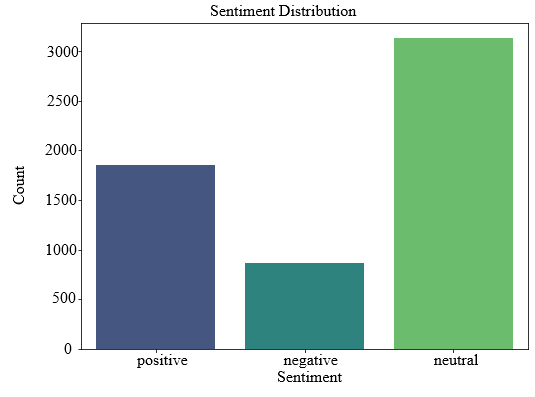 Sentiment Distribution
3000
2500
2000
1500
1000
500
0
Count
positive
negative
neutral
Sentiment